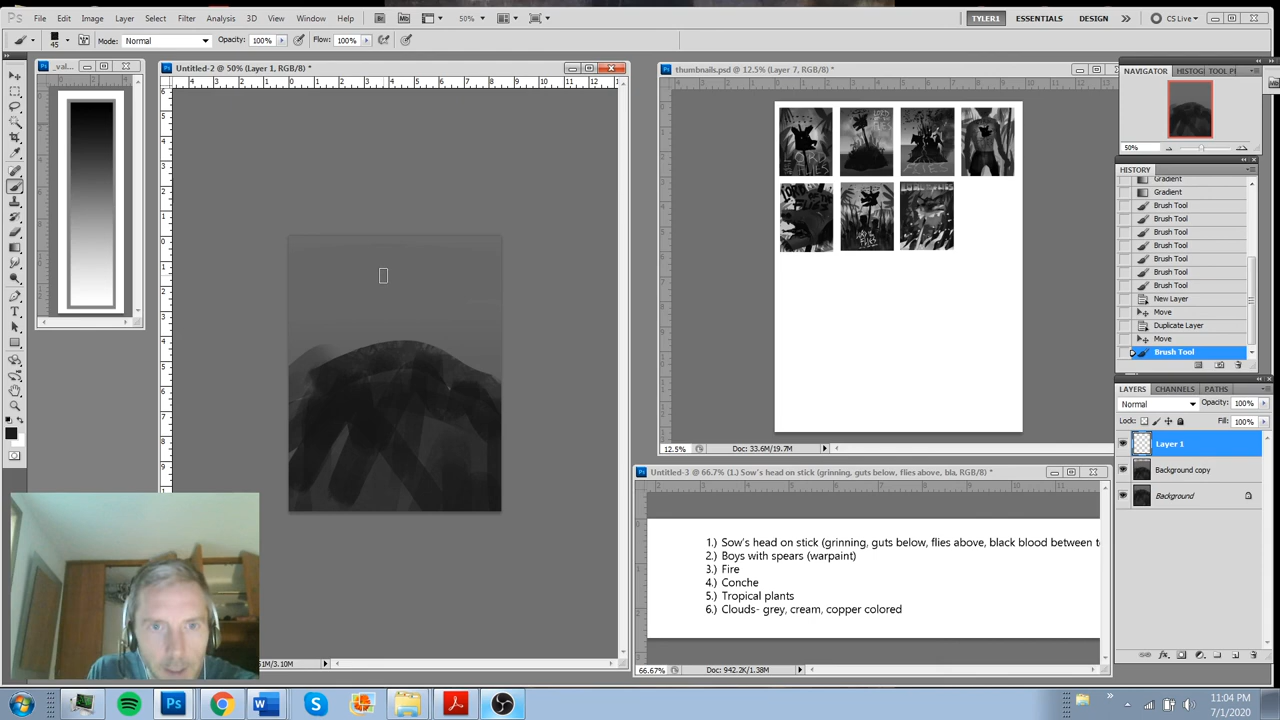 File Edit Image Layer Select Filter Analysis 3D View Window Help 50% TYLER1 ESSENTIALS DESIGN CS Live
45 Mode: Normal Opacity: 100% Flow: 100%
_val...
Untitled-2 @ 50% (Layer 1, RGB/8) *
thumbnails.psd @ 12.5% (Layer 7, RGB/8) *
NAVIGATOR HISTOG TOOL P
50%
HISTORY
Gradient
Gradient
Brush Tool
Brush Tool
Brush Tool
Brush Tool
Brush Tool
Brush Tool
Brush Tool
New Layer
Move
Duplicate Layer
Move
Brush Tool
LAYERS CHANNELS PATHS
Normal Opacity: 100%
Lock: Fill: 100%
Layer 1
Background copy
Background
12.5% Doc: 33.6M/19.7M
Untitled-3 @ 66.7% (1.) Sow's head on stick (grinning, guts below, flies above, bla, RGB/8) *
1.) Sow's head on stick (grinning, guts below, flies above, black blood between t
2.) Boys with spears (warpaint)
3.) Fire
4.) Conche
5.) Tropical plants
6.) Clouds- grey, cream, copper colored
66.67% Doc: 942.2K/1.38M
51M/3.10M
11:04 PM
7/1/2020